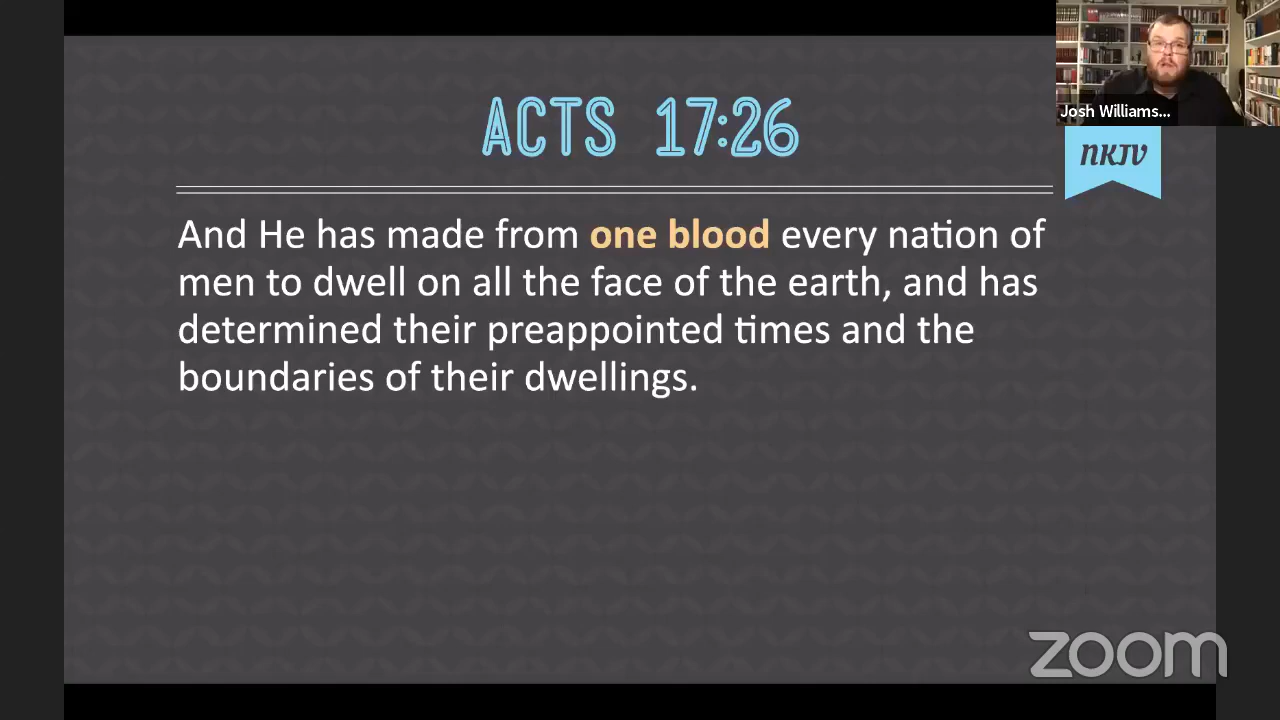 ACTS 17:26
Josh Williams...
NKJV
And He has made from one blood every nation of
men to dwell on all the face of the earth, and has
determined their preappointed times and the
boundaries of their dwellings.
zoom